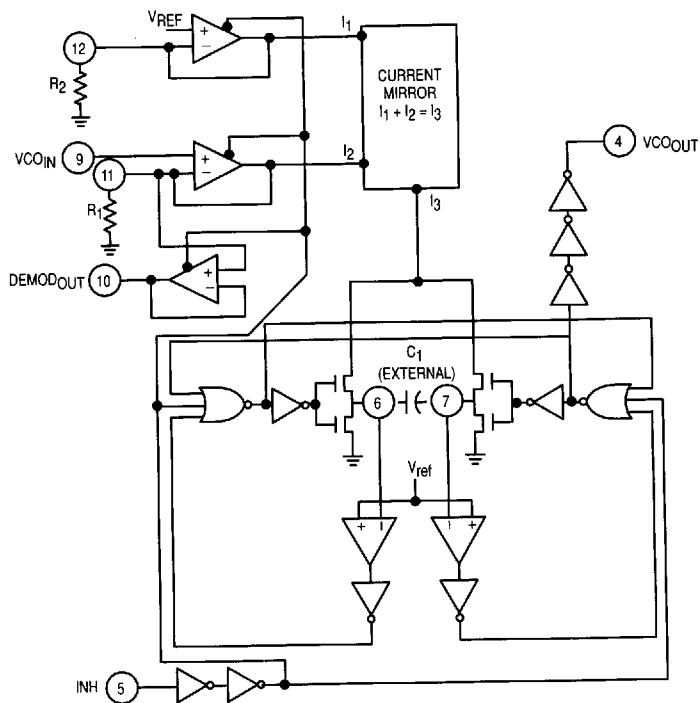 VREF
I1
12
+
−
R2
CURRENT
MIRROR
I1 + I2 = I3
VCOIN
9
+
−
I2
4
VCOOUT
11
R1
I3
DEMODOUT
10
+
−
C1
(EXTERNAL)
6
7
Vref
+
−
−
+
INH
5